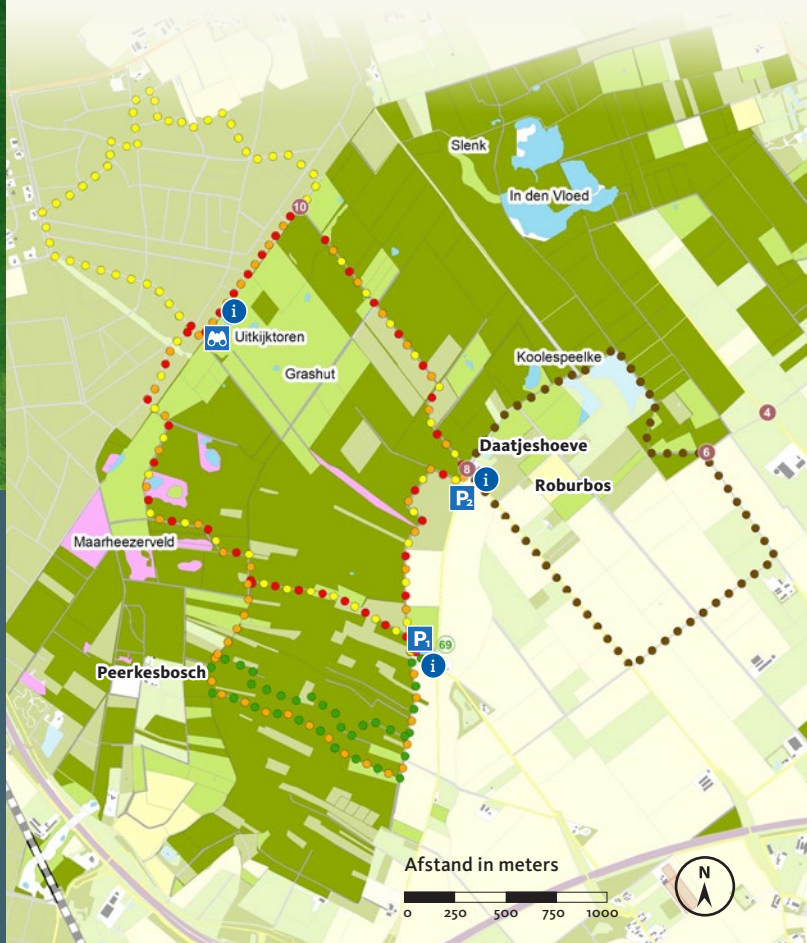 Slenk
In den Vloed
10
i
Uitkijktoren
Koolespeelke
Grashut
4
Daatjeshoeve
6
8
i
P2
Roburbos
Maarheezerveld
P1
69
i
Peerkesbosch
Afstand in meters
0 250 500 750 1000
N